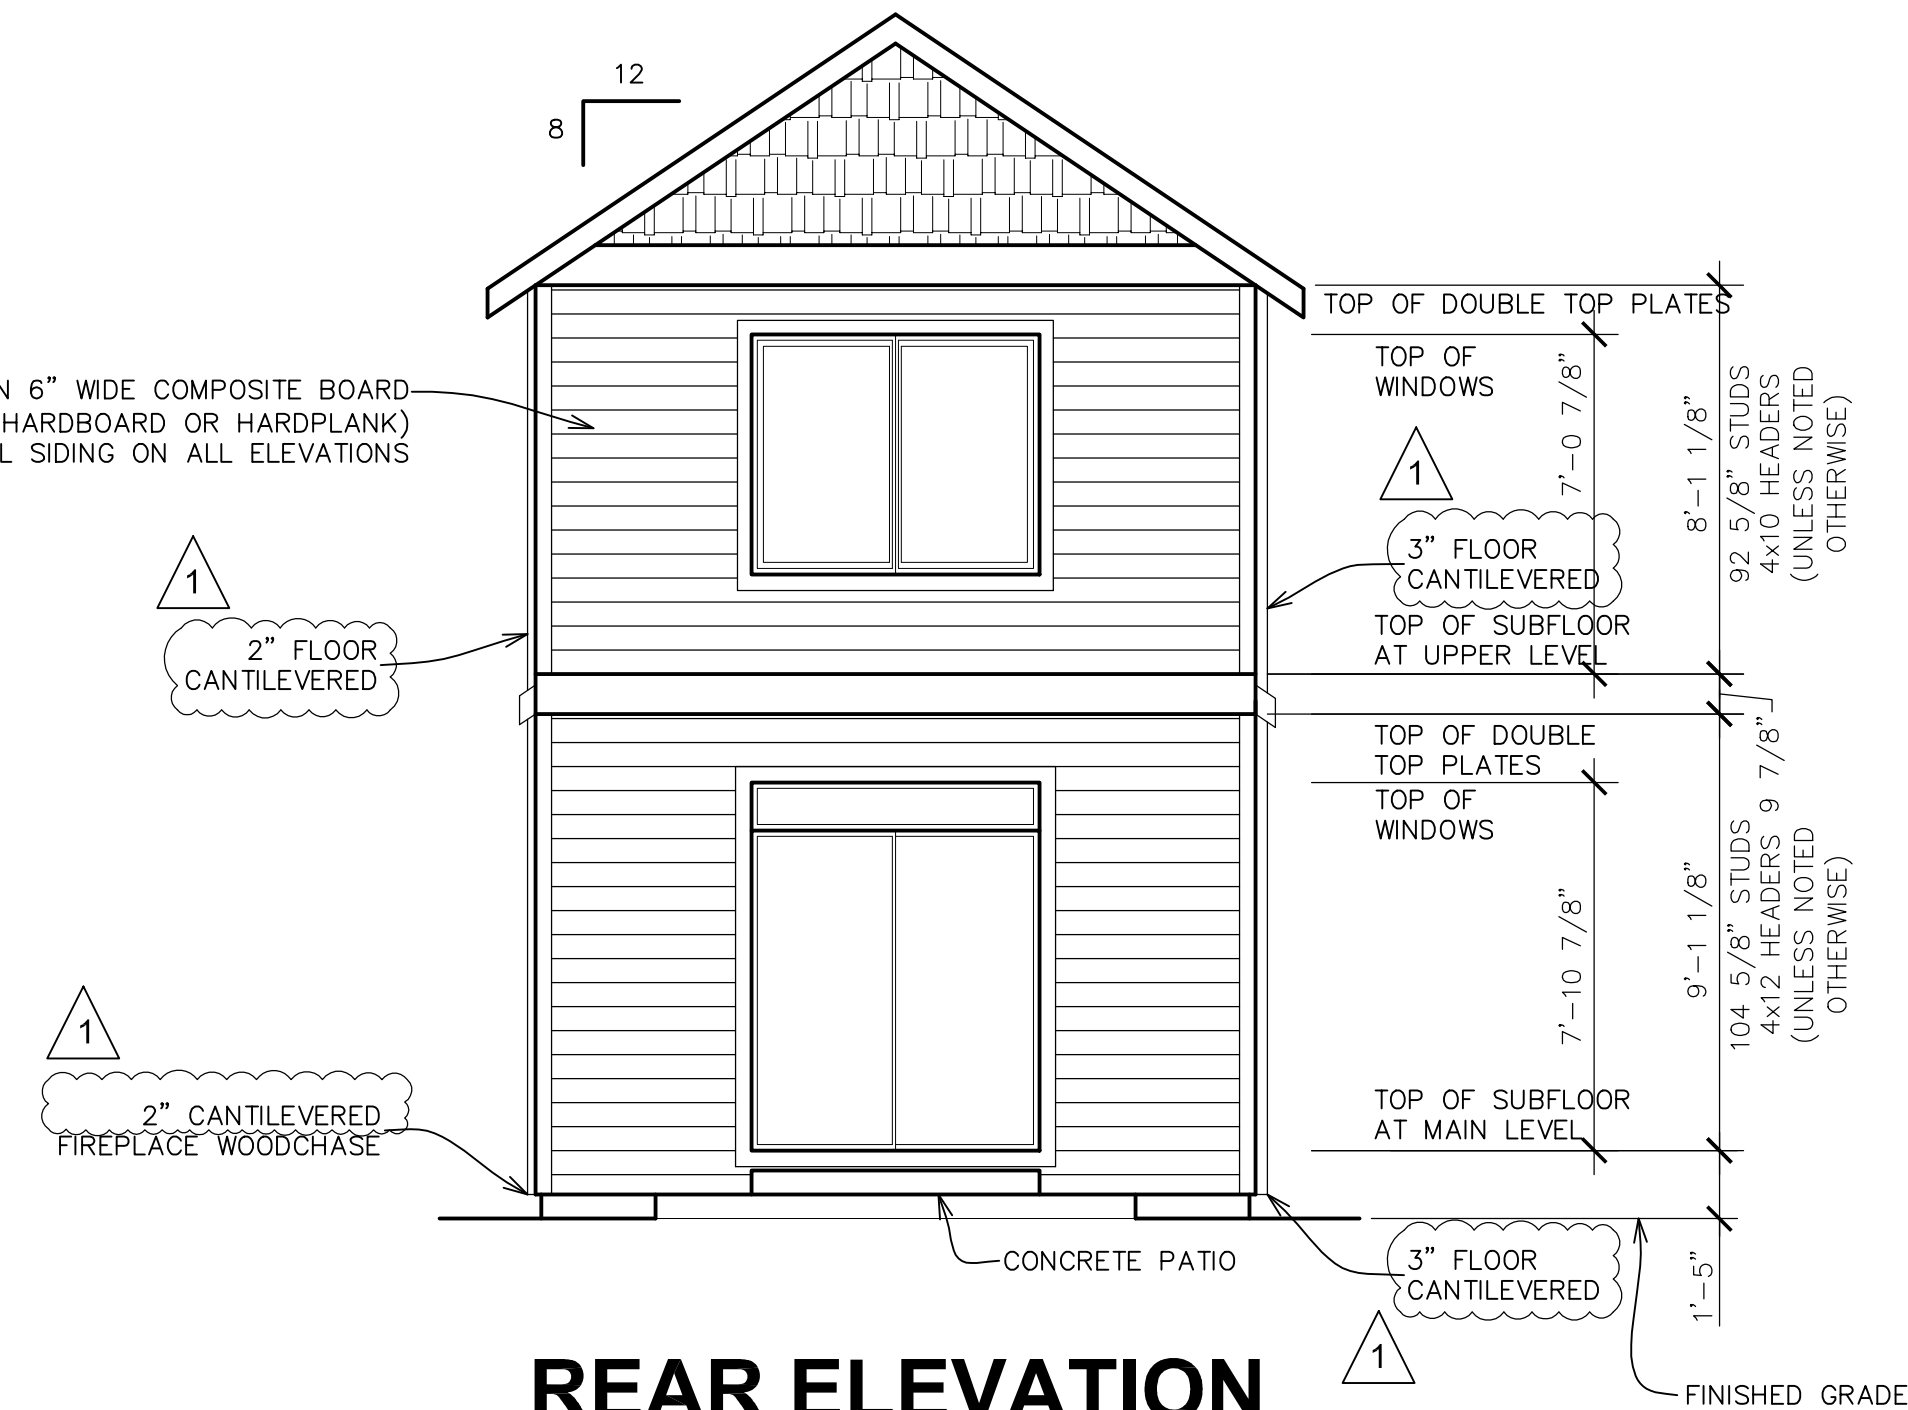 12
8
TOP OF DOUBLE TOP PLATES
TOP OF
WINDOWS
7'-0 7/8"
8'-1 1/8"
92 5/8" STUDS
4x10 HEADERS
(UNLESS NOTED
OTHERWISE)
6" WIDE COMPOSITE BOARD
HARDBOARD OR HARDPLANK)
SIDING ON ALL ELEVATIONS
1
3" FLOOR
CANTILEVERED
1
2" FLOOR
CANTILEVERED
TOP OF SUBFLOOR
AT UPPER LEVEL
TOP OF DOUBLE
TOP PLATES
TOP OF
WINDOWS
9 7/8"
7'-10 7/8"
9'-1 1/8"
104 5/8" STUDS
4x12 HEADERS
(UNLESS NOTED
OTHERWISE)
1
2" CANTILEVERED
FIREPLACE WOODCHASE
TOP OF SUBFLOOR
AT MAIN LEVEL
CONCRETE PATIO
3" FLOOR
CANTILEVERED
1
1'-5"
FINISHED GRADE
REAR ELEVATION